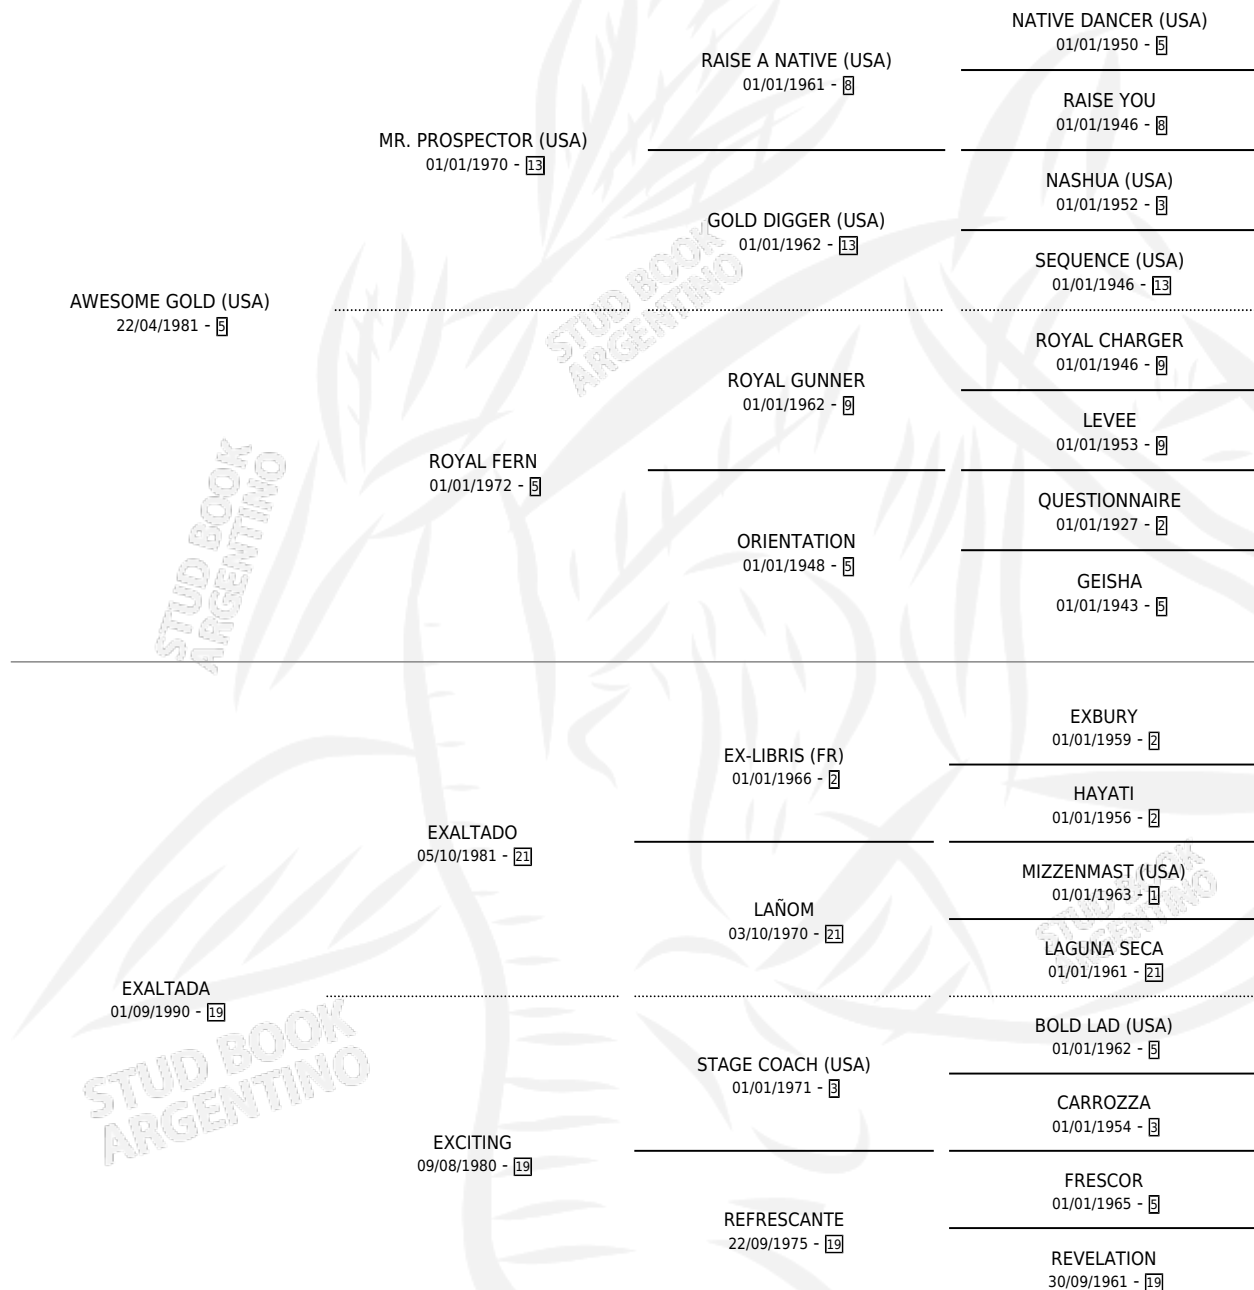 NATIVE DANCER (USA)
01/01/1950 - 5
RAISE A NATIVE (USA)
01/01/1961 - 8
RAISE YOU
01/01/1946 - 8
MR. PROSPECTOR (USA)
01/01/1970 - 13
NASHUA (USA)
01/01/1952 - 3
GOLD DIGGER (USA)
01/01/1962 - 13
SEQUENCE (USA)
01/01/1946 - 13
AWESOME GOLD (USA)
22/04/1981 - 5
STUD BOOK
ARGENTINO
ROYAL CHARGER
01/01/1946 - 9
ROYAL GUNNER
01/01/1962 - 9
LEVEE
01/01/1953 - 9
ROYAL FERN
01/01/1972 - 5
QUESTIONNAIRE
01/01/1927 - 2
ORIENTATION
01/01/1948 - 5
GEISHA
01/01/1943 - 5
STUD BOOK
ARGENTINO
EXBURY
01/01/1959 - 2
EX-LIBRIS (FR)
01/01/1966 - 2
HAYATI
01/01/1956 - 2
EXALTADO
05/10/1981 - 21
MIZZENMAST (USA)
01/01/1963 - 1
LAÑOM
03/10/1970 - 21
LAGUNA SECA
01/01/1961 - 21
STUD BOOK
ARGENTINO
EXALTADA
01/09/1990 - 19
STUD BOOK
ARGENTINO
BOLD LAD (USA)
01/01/1962 - 5
STAGE COACH (USA)
01/01/1971 - 3
CARROZZA
01/01/1954 - 3
EXCITING
09/08/1980 - 19
FRESCOR
01/01/1965 - 5
REFRESCANTE
22/09/1975 - 19
REVELATION
30/09/1961 - 19